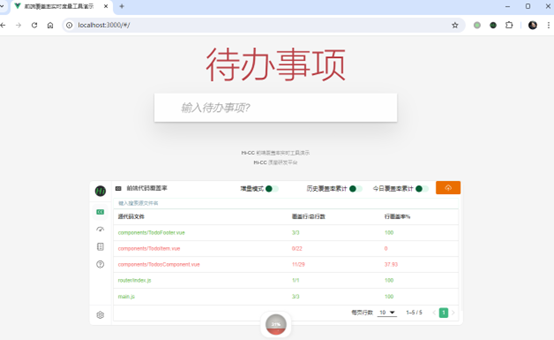 前端覆盖率实时度量工具演示
localhost:3000/#/
待办事项
输入待办事项?
Hi-CC 前端覆盖率实时工具演示
Hi-CC 质量研发平台
前端代码覆盖率 增量模式 历史覆盖率累计 今日覆盖率累计
输入搜索源文件名
源代码文件 覆盖行/总行数 行覆盖率%
components/TodoFooter.vue 3/3 100
components/TodoItem.vue 0/22 0
components/TodosComponent.vue 11/29 37.93
router/index.js 1/1 100
main.js 3/3 100
每页行数 10 1–5 / 5 1